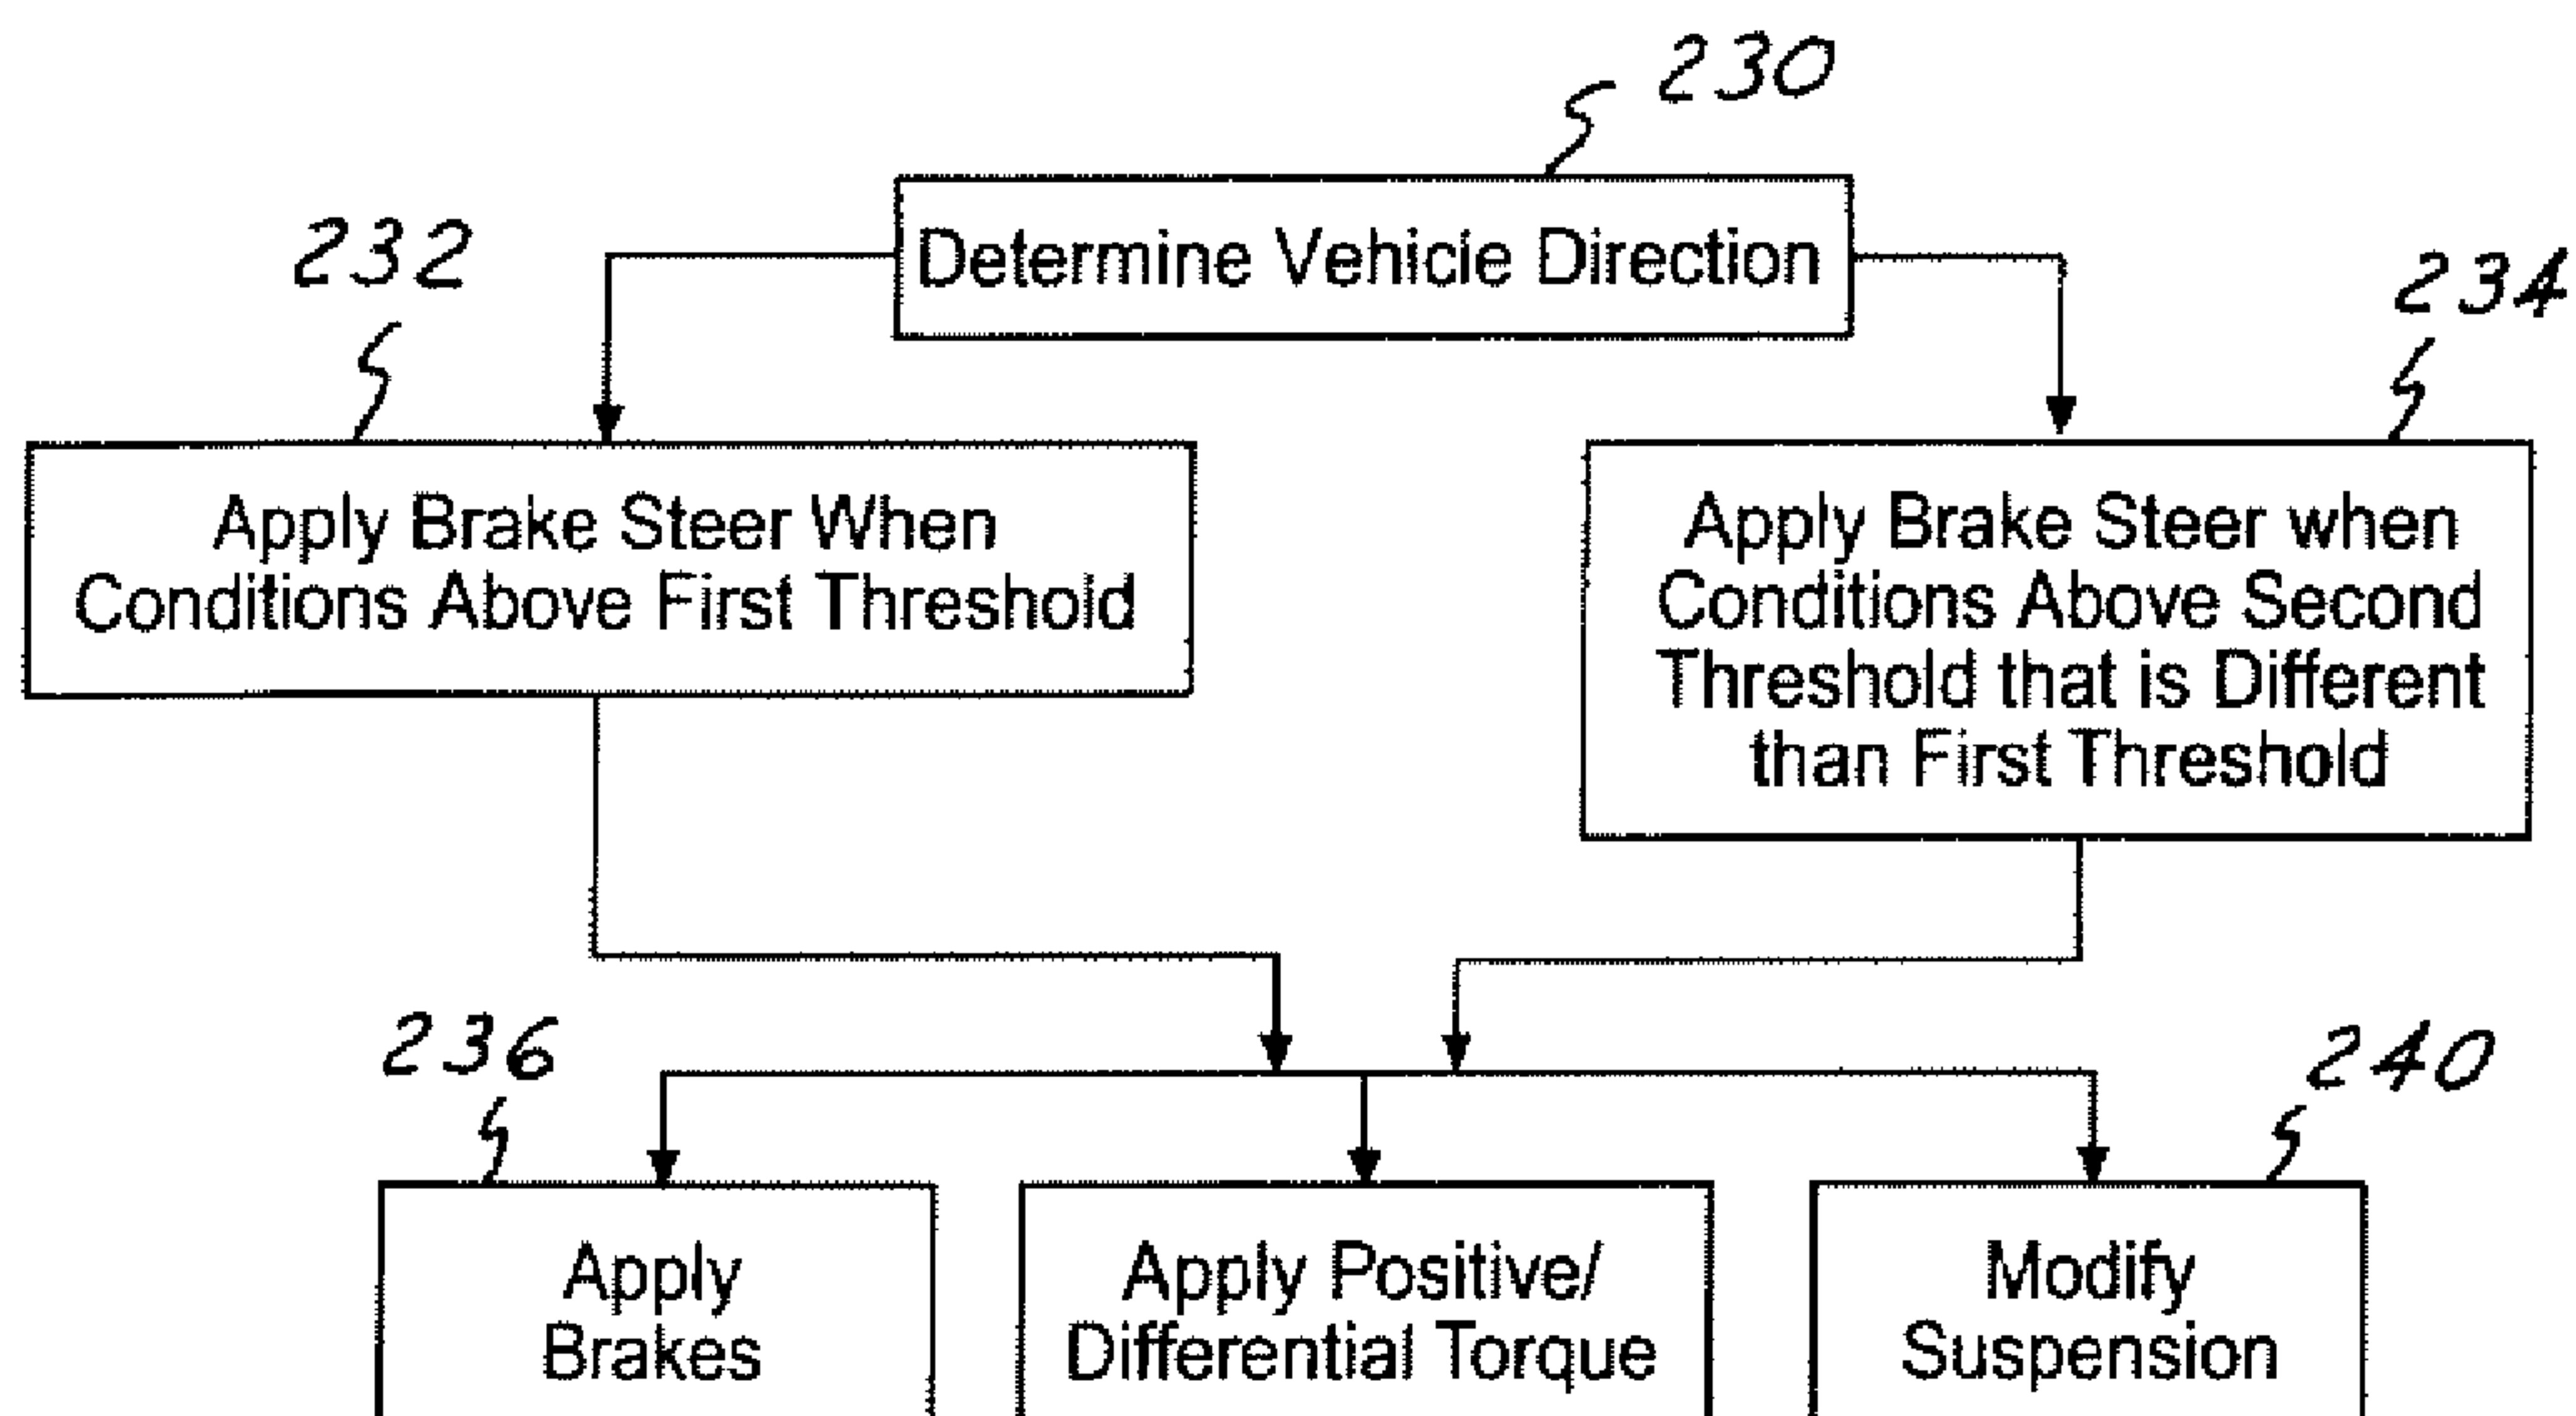 230
Determine Vehicie Direction
232
234
Apply Brake Steer When
Conditions Above First Threshold
Apply Brake Steer when
Conditions Above Second
Threshold that is Different
than First Threshold
236
240
Apply
Brakes
Apply Positive/
Differential Torque
Modify
Suspension